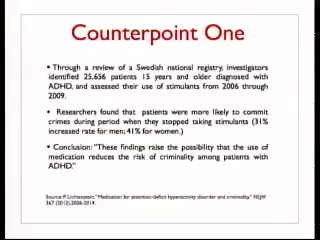 Counterpoint One
• Through a review of a Swedish national registry, investigators
identified 25,656 patients 15 years and older diagnosed with
ADHD, and assessed their use of stimulants from 2006 through
2009.
• Researchers found that patients were more likely to commit
crimes during period when they stopped taking stimulants (31%
increased rate for men; 41% for women.)
• Conclusion: "These findings raise the possibility that the use of
medication reduces the risk of criminality among patients with
ADHD."
Source: P. Lichtenstein, "Medication for attention-deficit hyperactivity disorder and criminality," NEJM
367 (2012):2006-2014.